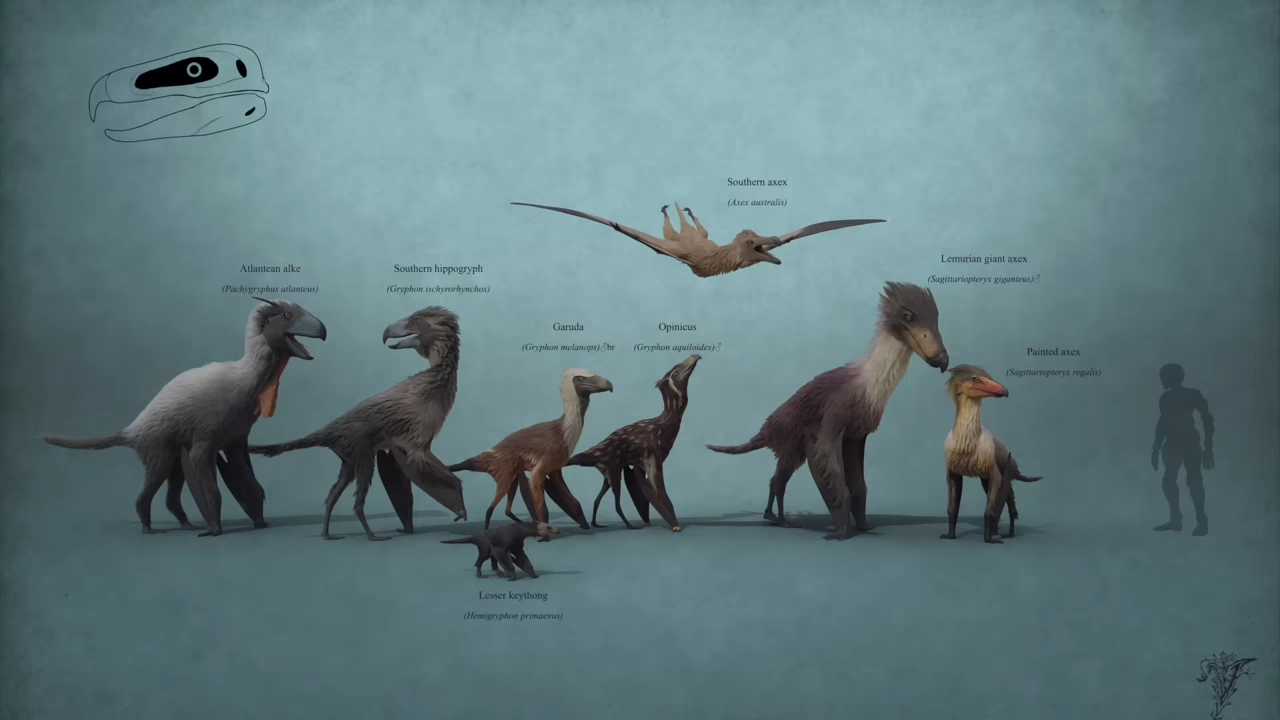 Southern axex
(Axex australis)
Atlantean alke
(Pachygryphus atlanteus)
Southern hippogryph
(Gryphon ischyrorhynchos)
Lemurian giant axex
(Sagittariopteryx giganteus)♂
Garuda
(Gryphon melanops)♂br
Opinicus
(Gryphon aquiloides)♂
Painted axex
(Sagittariopteryx regalis)
Lesser keythong
(Hemigryphon primaevus)